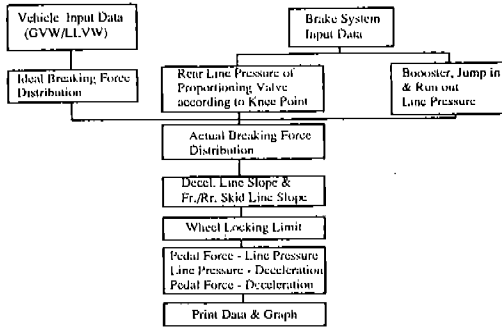 Vehicle Input Data
(GVW/LLVW)
Brake System
Input Data
Ideal Breaking Force
Distribution
Rear Line Pressure of
Proportioning Valve
according to Knee Point
Boooster, Jump in
& Run out
Line Pressure
Actual Breaking Force
Distribution
Decel. Line Slope &
Fr./Rr. Skid Line Slope
Wheel Locking Limit
Pedal Force - Line Pressure
Line Pressure - Deceleration
Pedal Force - Deceleration
Print Data & Graph